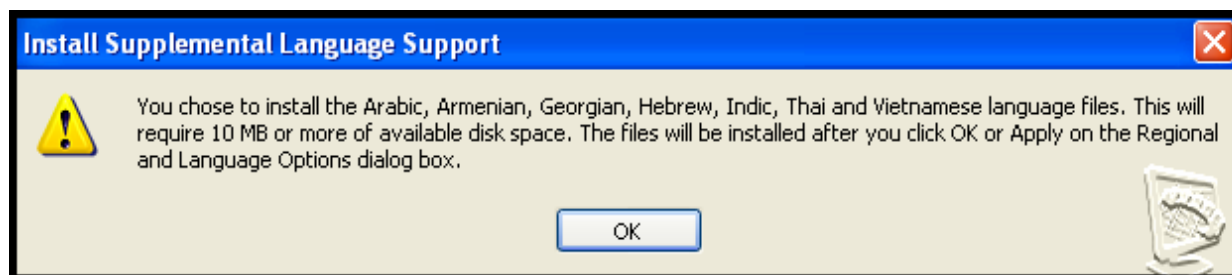 Install Supplemental Language Support
You chose to install the Arabic, Armenian, Georgian, Hebrew, Indic, Thai and Vietnamese language files. This will
require 10 MB or more of available disk space. The files will be installed after you click OK or Apply on the Regional
and Language Options dialog box.
OK